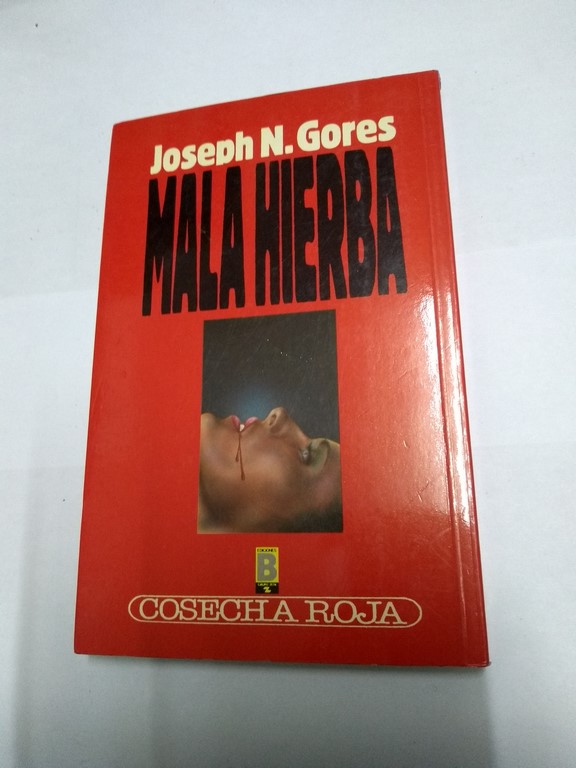 Joseph N. Gores
MALA HIERBA
B
COSECHA ROJA